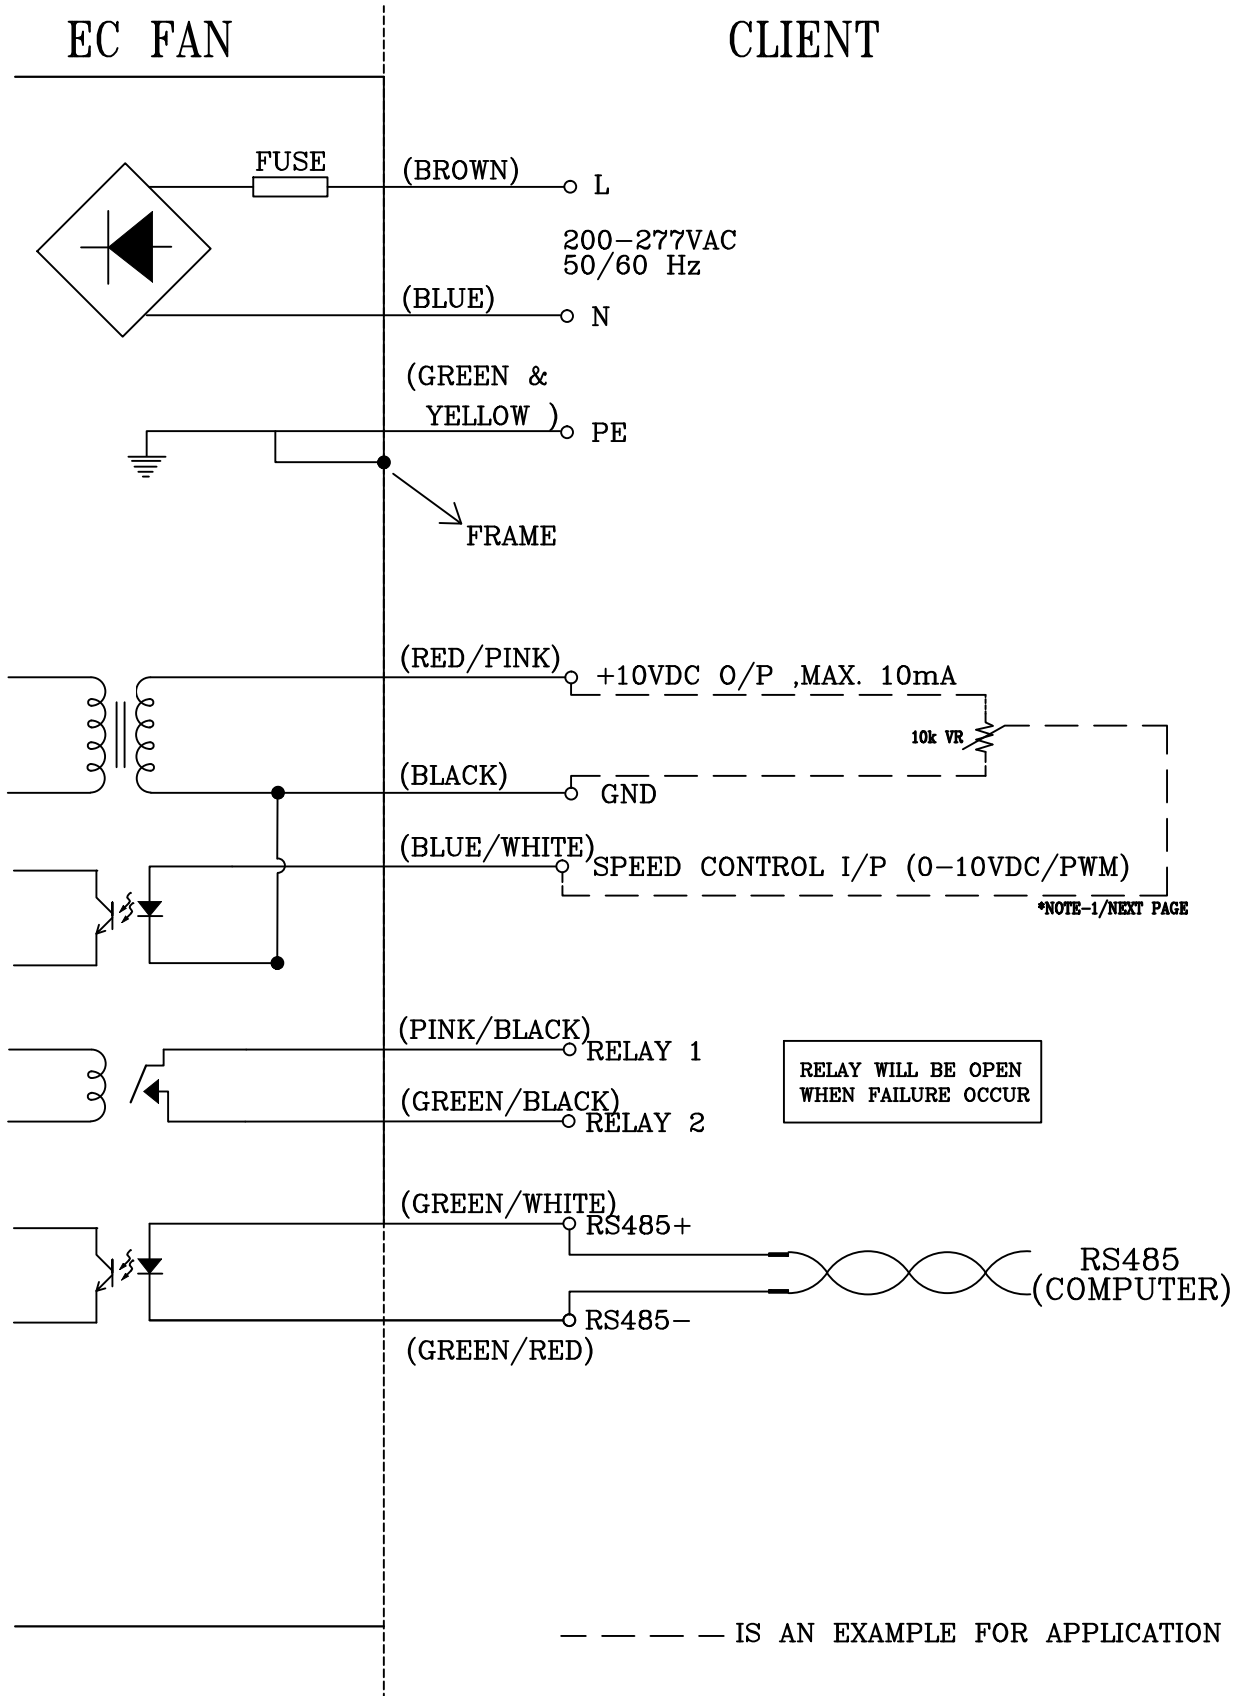 EC FAN
CLIENT
FUSE
(BROWN)
L
200-277VAC
50/60 Hz
(BLUE)
N
(GREEN &
YELLOW )
PE
FRAME
(RED/PINK)
+10VDC O/P ,MAX. 10mA
10k VR
(BLACK)
GND
(BLUE/WHITE)
SPEED CONTROL I/P (0-10VDC/PWM)
*NOTE-1/NEXT PAGE
(PINK/BLACK)
RELAY 1
RELAY WILL BE OPEN
WHEN FAILURE OCCUR
(GREEN/BLACK)
RELAY 2
(GREEN/WHITE)
RS485+
RS485
(COMPUTER)
RS485-
(GREEN/RED)
IS AN EXAMPLE FOR APPLICATION